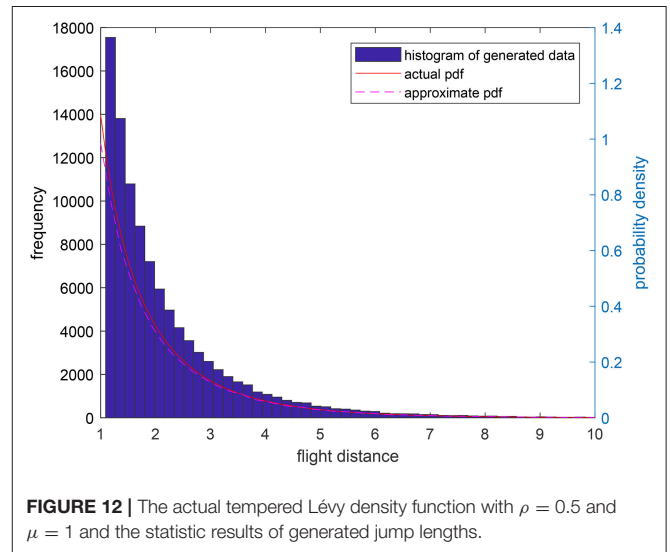 18000
16000
14000
12000
10000
8000
6000
4000
2000
0
frequency
1.4
1.2
1
0.8
0.6
0.4
0.2
0
probability density
histogram of generated data
actual pdf
approximate pdf
1 2 3 4 5 6 7 8 9 10
flight distance
FIGURE 12 | The actual tempered Lévy density function with ρ = 0.5 and
μ = 1 and the statistic results of generated jump lengths.